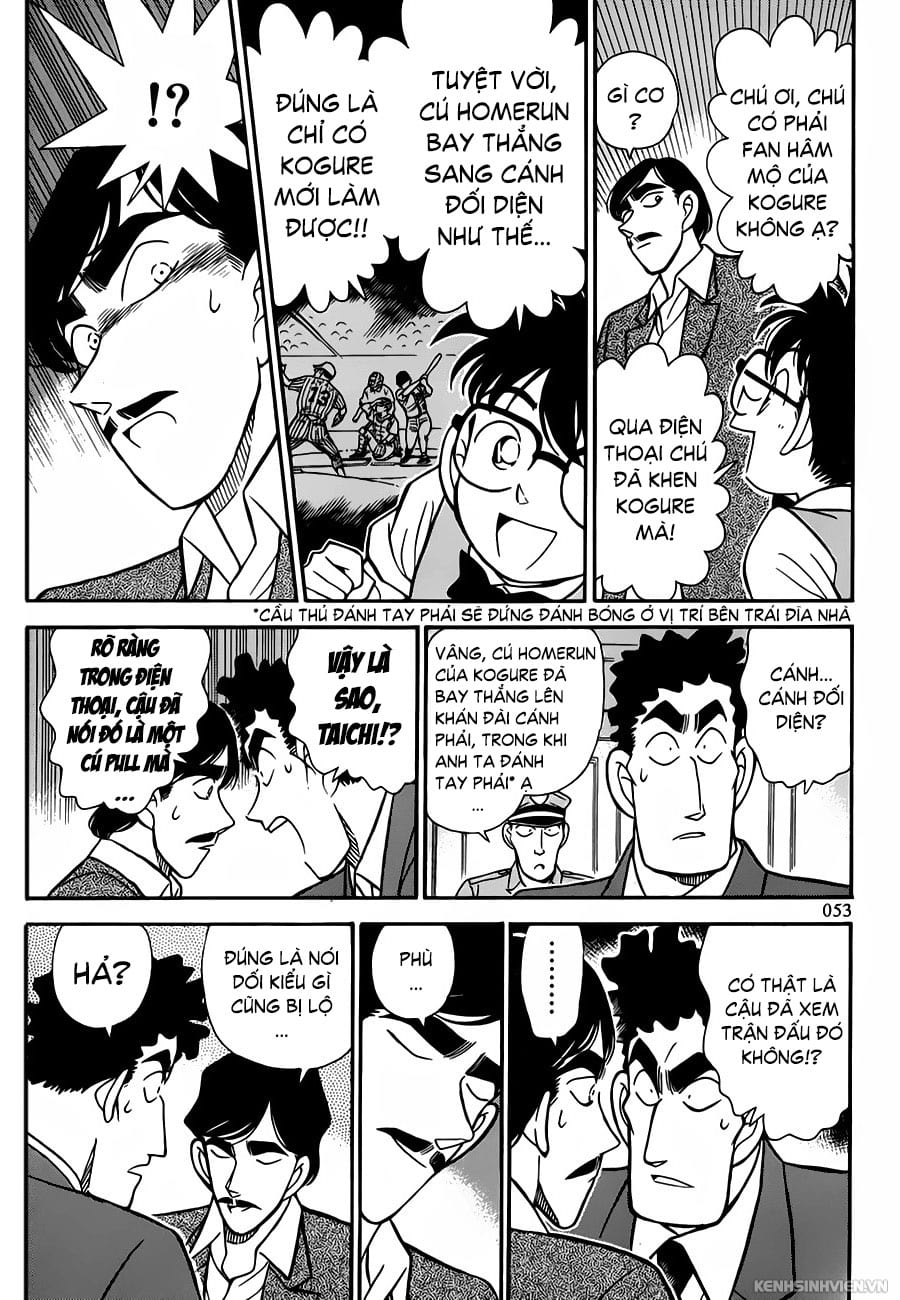 CHÚ ƠI, CHÚ
CÓ PHẢI
FAN HÂM
MỘ CỦA
KOGURE
KHÔNG Ạ?
GÌ CƠ
?
QUA ĐIỆN
THOẠI CHÚ
ĐÃ KHEN
KOGURE
MÀ!
TUYỆT VỜI,
CÚ HOMERUN
BAY THẲNG
SANG CÁNH
ĐỐI DIỆN
NHƯ THẾ...
ĐÚNG LÀ
CHỈ CÓ
KOGURE
MỚI LÀM
ĐƯỢC!!
13
!?
*CẦU THỦ ĐÁNH TAY PHẢI SẼ ĐỨNG ĐÁNH BÓNG Ở VỊ TRÍ BÊN TRÁI ĐĨA NHÀ
CÁNH...
CÁNH ĐỐI
DIỆN?
VÂNG, CÚ HOMERUN
CỦA KOGURE ĐÃ
BAY THẲNG LÊN
KHÁN ĐÀI CÁNH
PHẢI, TRONG KHI
ANH TA ĐÁNH
TAY PHẢI* Ạ
...
VẬY LÀ
SAO,
TAICHI!?
RÕ RÀNG
TRONG ĐIỆN
THOẠI, CẬU ĐÃ
NÓI ĐÓ LÀ MỘT
CÚ PULL MÀ
...
053
CÓ THẬT LÀ
CẬU ĐÃ XEM
TRẬN ĐẤU ĐÓ
KHÔNG!?
.........
PHÙ
...
ĐÚNG LÀ NÓI
DỐI KIỂU GÌ
CŨNG BỊ LỘ
...
HẢ?
KENHSINHVIEN.VN